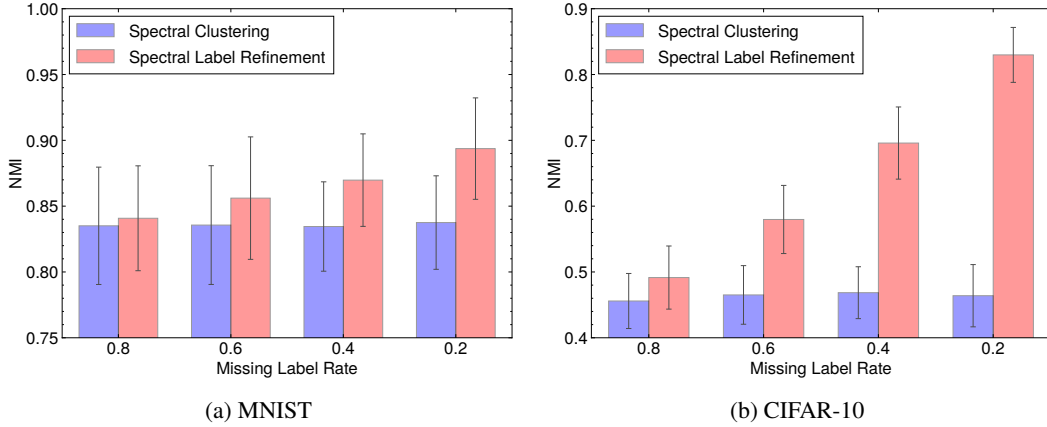 1.00
0.95
0.90
0.85
0.80
0.75
NMI
Spectral Clustering
Spectral Label Refinement
0.8 0.6 0.4 0.2
Missing Label Rate
(a) MNIST
0.9
0.8
0.7
0.6
0.5
0.4
NMI
Spectral Clustering
Spectral Label Refinement
0.8 0.6 0.4 0.2
Missing Label Rate
(b) CIFAR-10